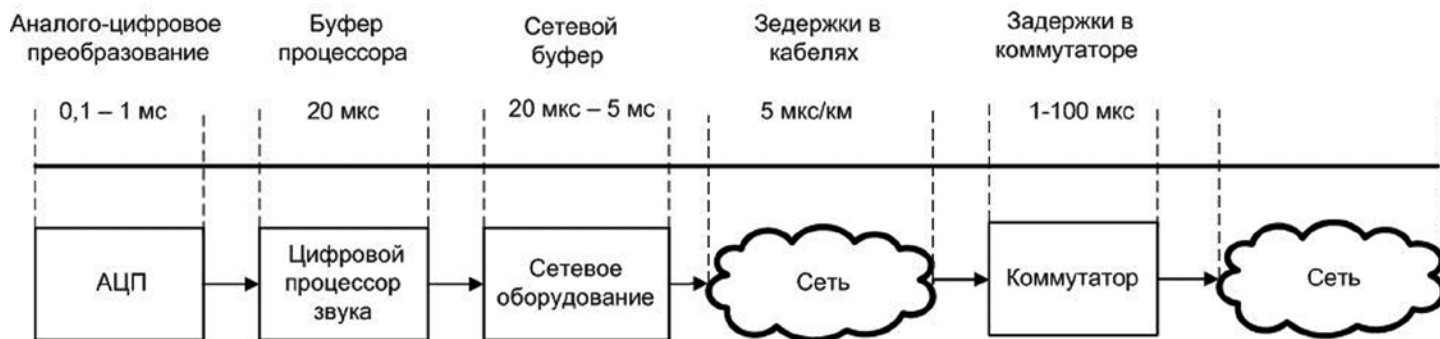 Аналого-цифровое
преобразование
Буфер
процессора
Сетевой
буфер
Зедержки в
кабелях
Задержки в
коммутаторе
0,1 – 1 мс
20 мкс
20 мкс – 5 мс
5 мкс/км
1-100 мкс
АЦП
Цифровой
процессор
звука
Сетевое
оборудование
Сеть
Коммутатор
Сеть